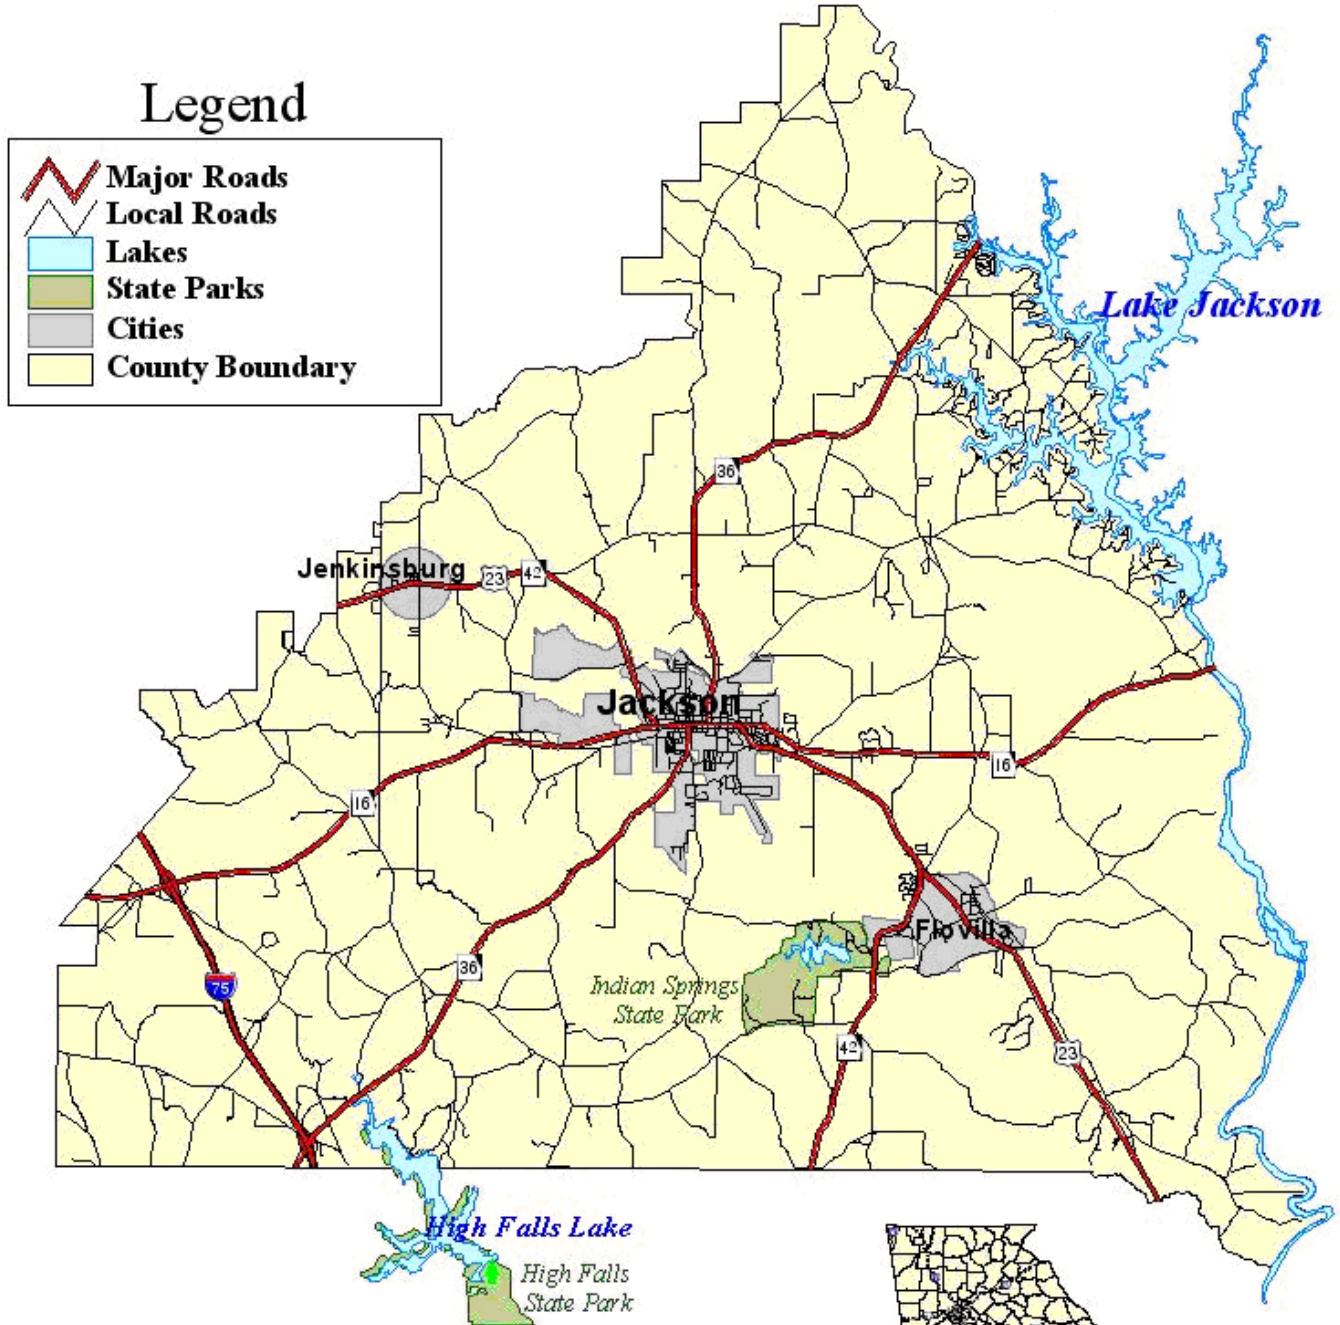 Legend
Major Roads
Local Roads
Lakes
State Parks
Cities
County Boundary
Lake Jackson
36
Jenkinsburg
23
42
Jackson
16
16
Flovilla
36
75
Indian Springs
State Park
42
23
High Falls Lake
High Falls
State Park